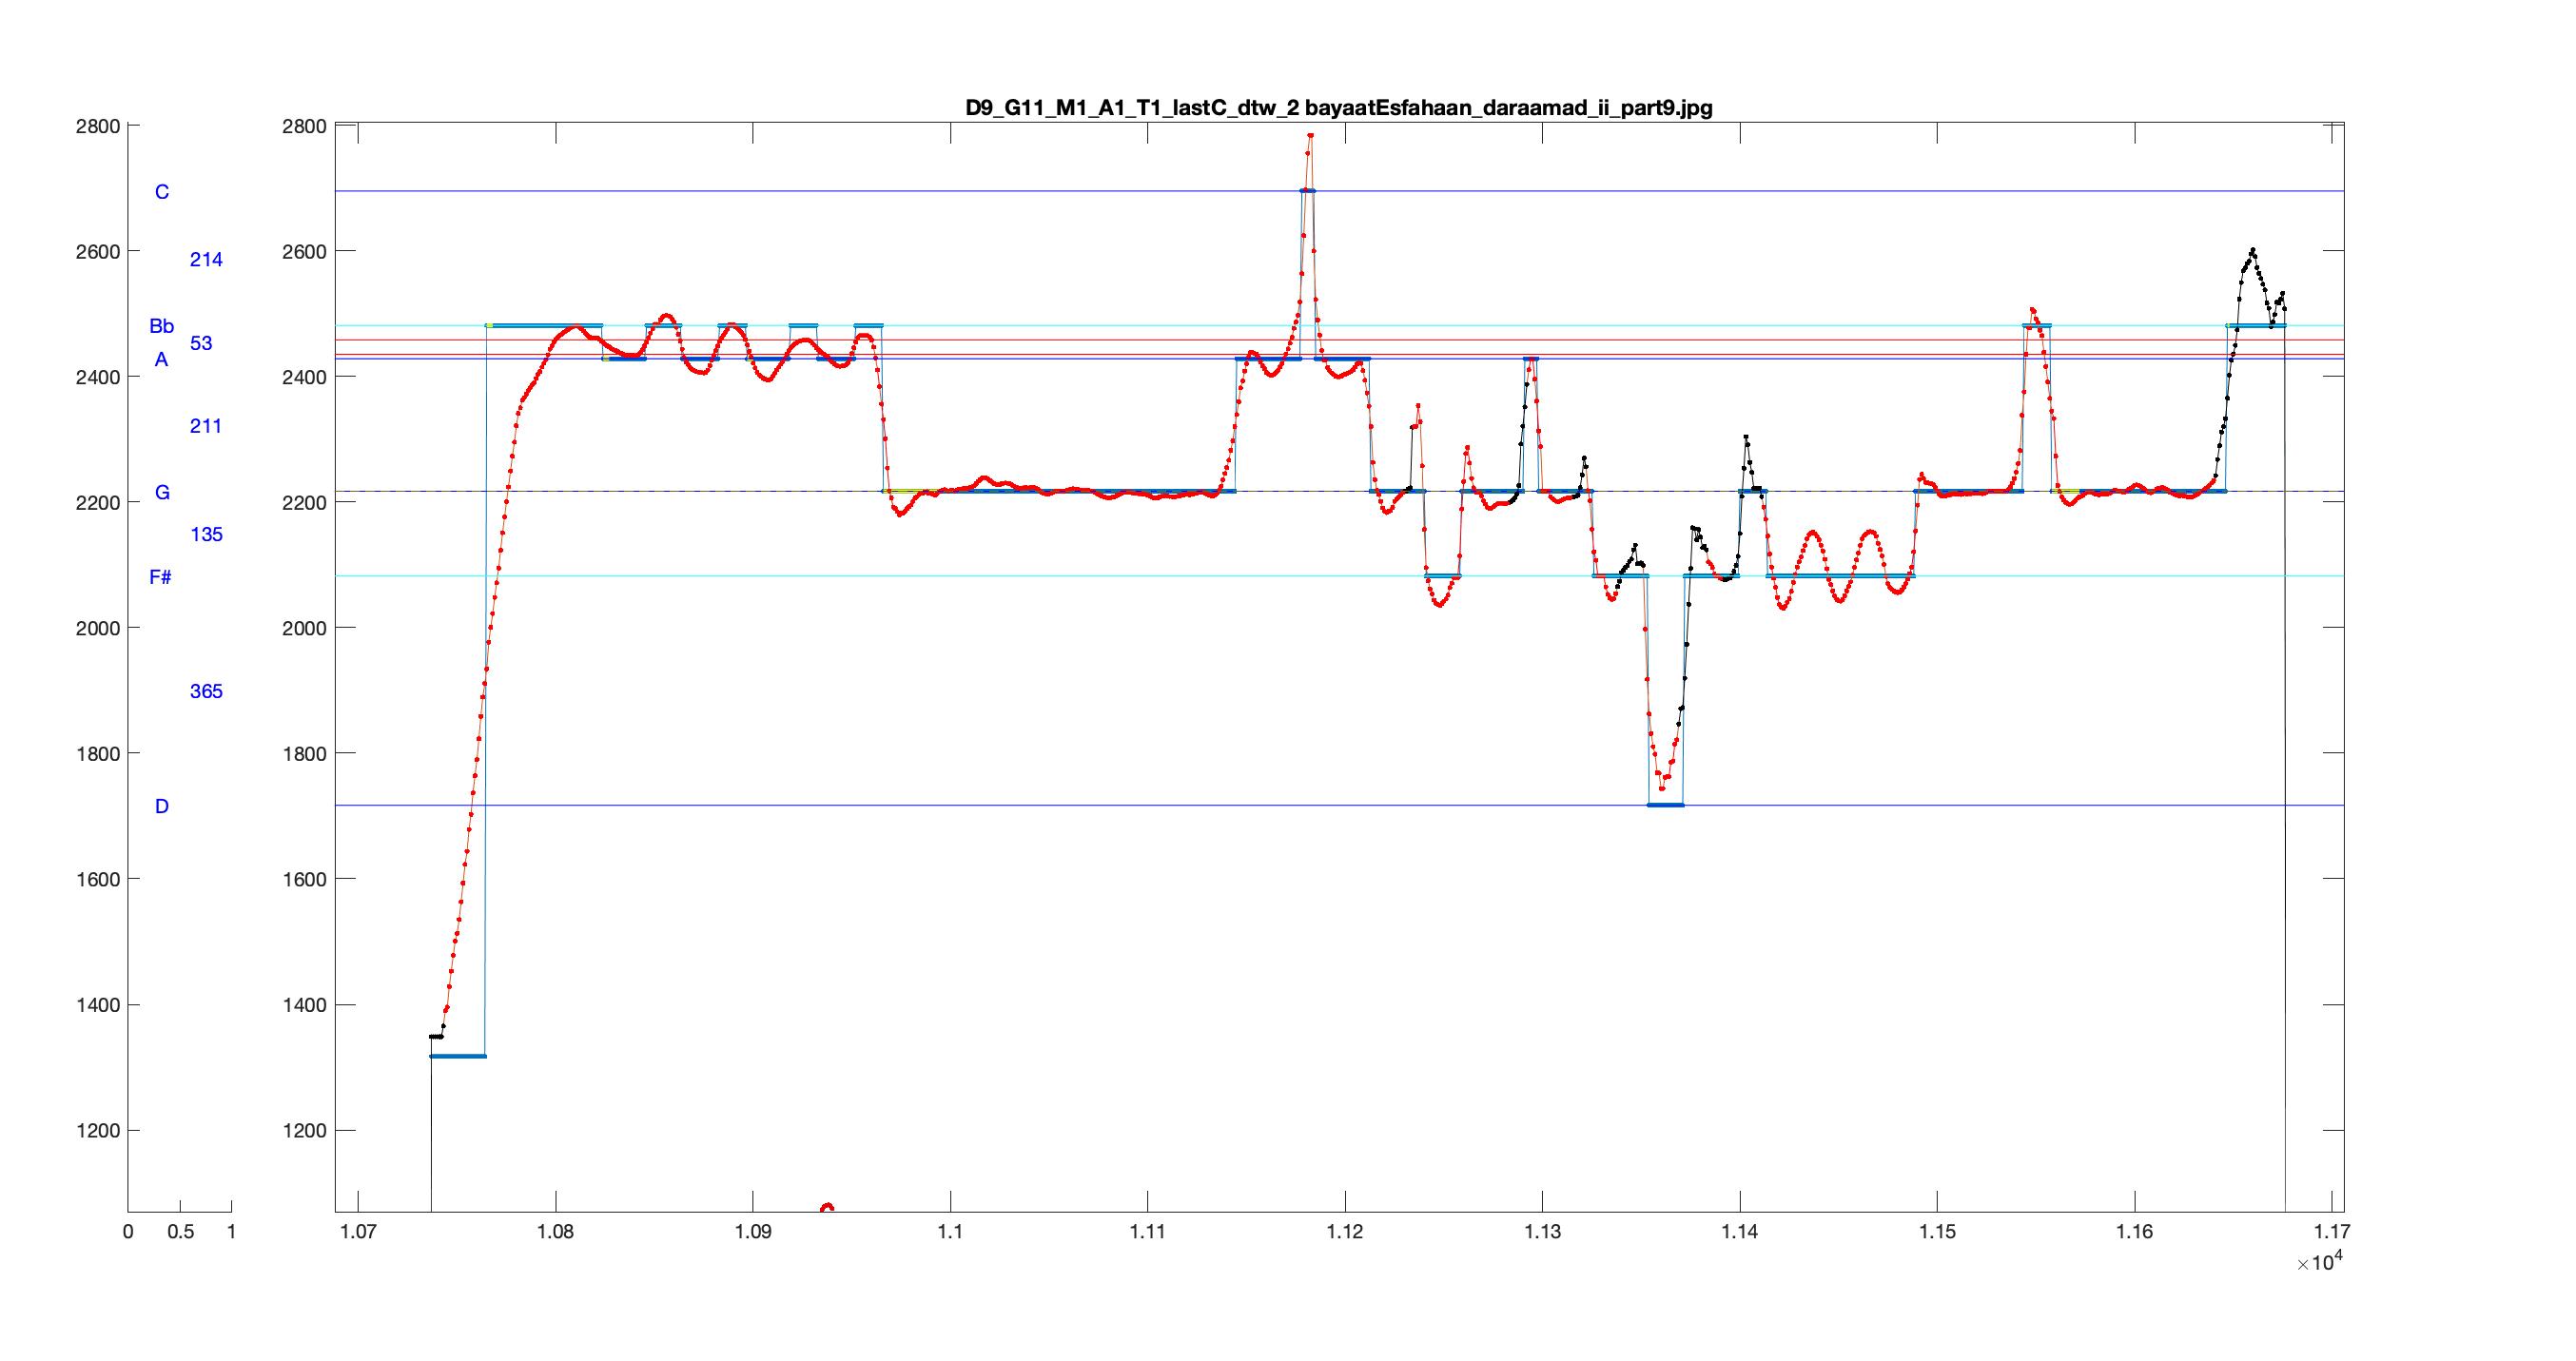 D9_G11_M1_A1_T1_lastC_dtw_2 bayaatEsfahaan_daraamad_ii_part9.jpg
2800 2800
C
2600 214 2600
Bb
53
A
2400 2400
211
G
2200 2200
135
F#
2000 2000
365
1800 1800
D
1600 1600
1400 1400
1200 1200
0 0.5 1 1.07 1.08 1.09 1.1 1.11 1.12 1.13 1.14 1.15 1.16 1.17
×10^4